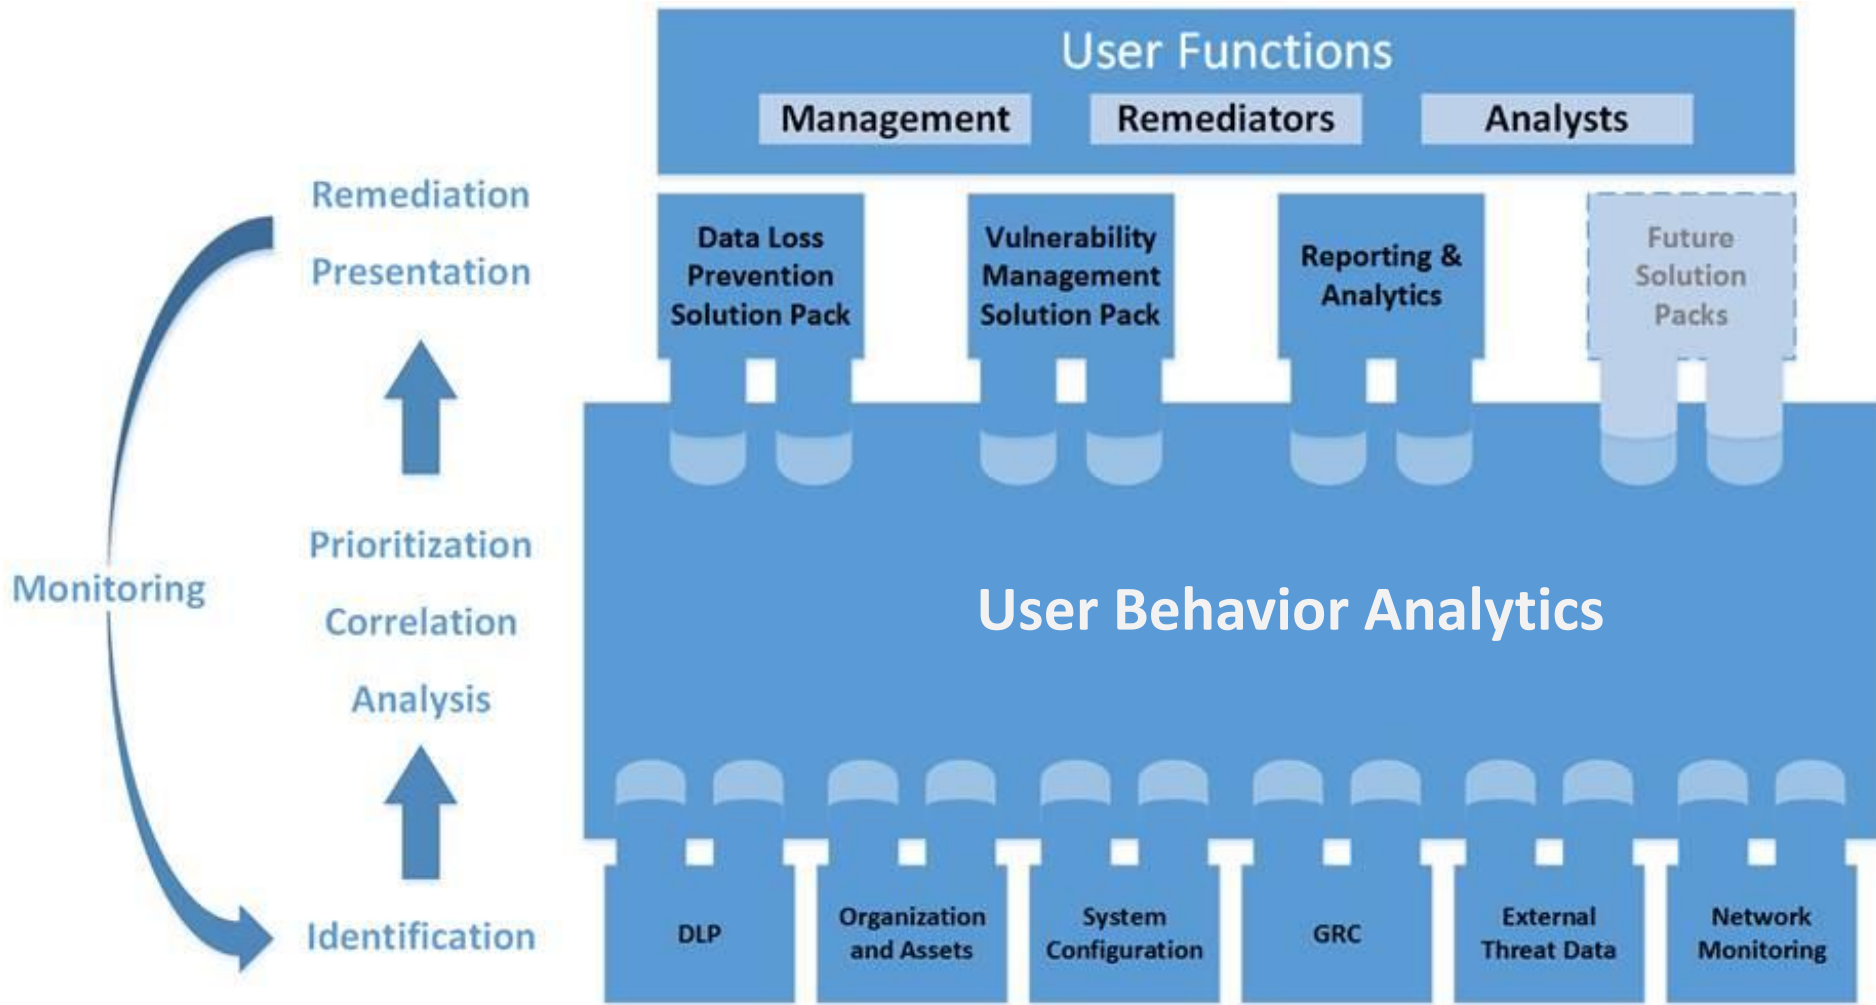 User Functions
Management
Remediators
Analysts
Remediation
Presentation
Prioritization
Correlation
Analysis
Identification
Monitoring
Data Loss
Prevention
Solution Pack
Vulnerability
Management
Solution Pack
Reporting &
Analytics
Future
Solution
Packs
User Behavior Analytics
DLP
Organization
and Assets
System
Configuration
GRC
External
Threat Data
Network
Monitoring